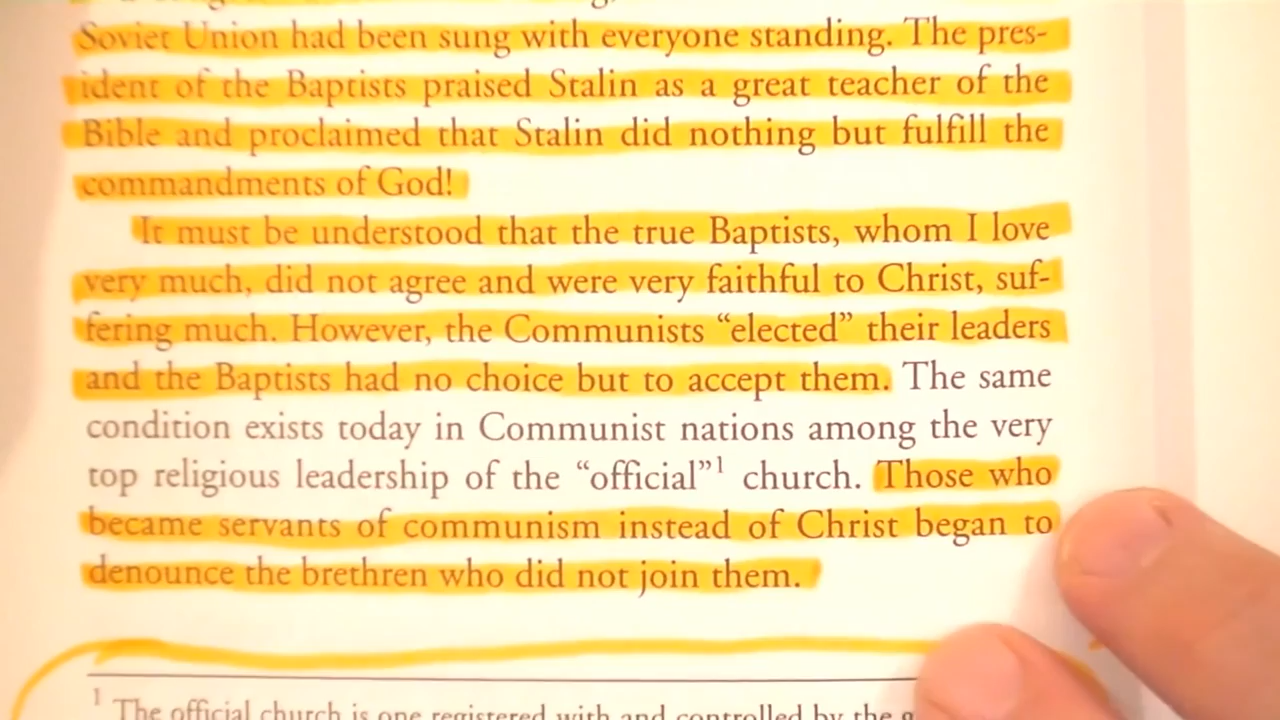 Soviet Union had been sung with everyone standing. The pres-
ident of the Baptists praised Stalin as a great teacher of the
Bible and proclaimed that Stalin did nothing but fulfill the
commandments of God!
It must be understood that the true Baptists, whom I love
very much, did not agree and were very faithful to Christ, suf-
fering much. However, the Communists “elected” their leaders
and the Baptists had no choice but to accept them. The same
condition exists today in Communist nations among the very
top religious leadership of the “official”1 church. Those who
became servants of communism instead of Christ began to
denounce the brethren who did not join them.
1 The official church is one registered with and controlled by the